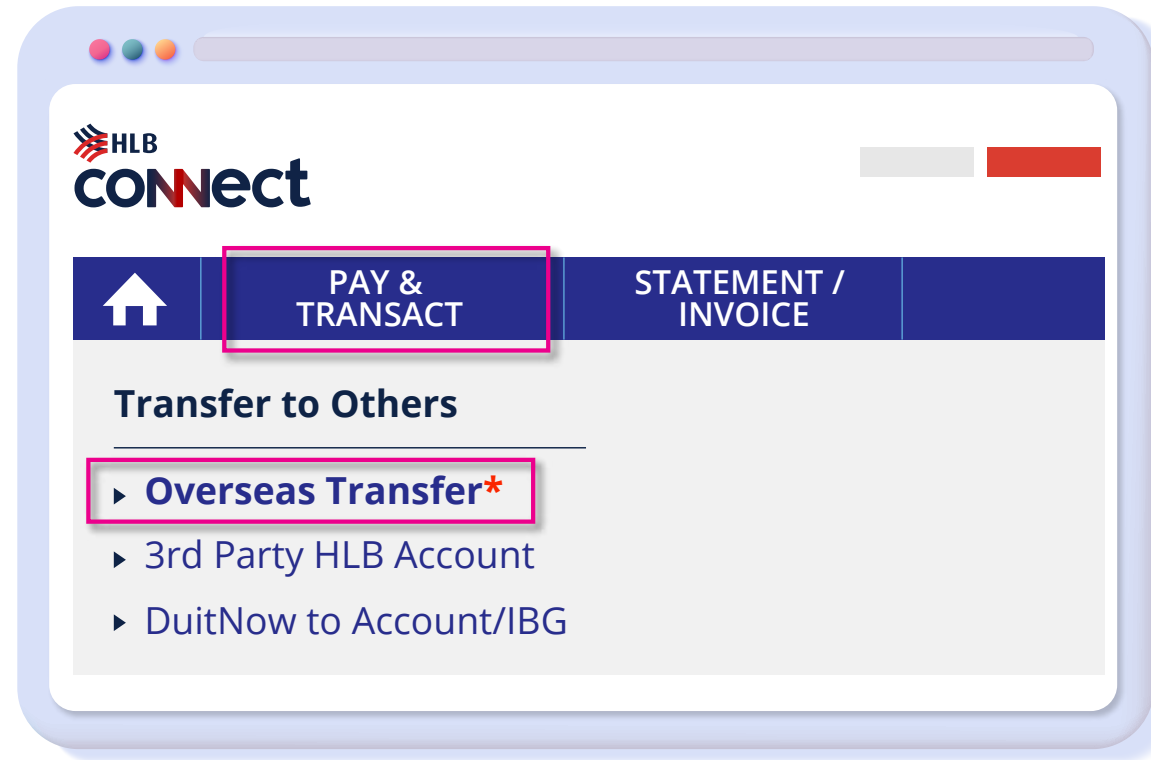 HLB
CONNect
PAY &
TRANSACT
STATEMENT /
INVOICE
Transfer to Others
Overseas Transfer*
3rd Party HLB Account
DuitNow to Account/IBG